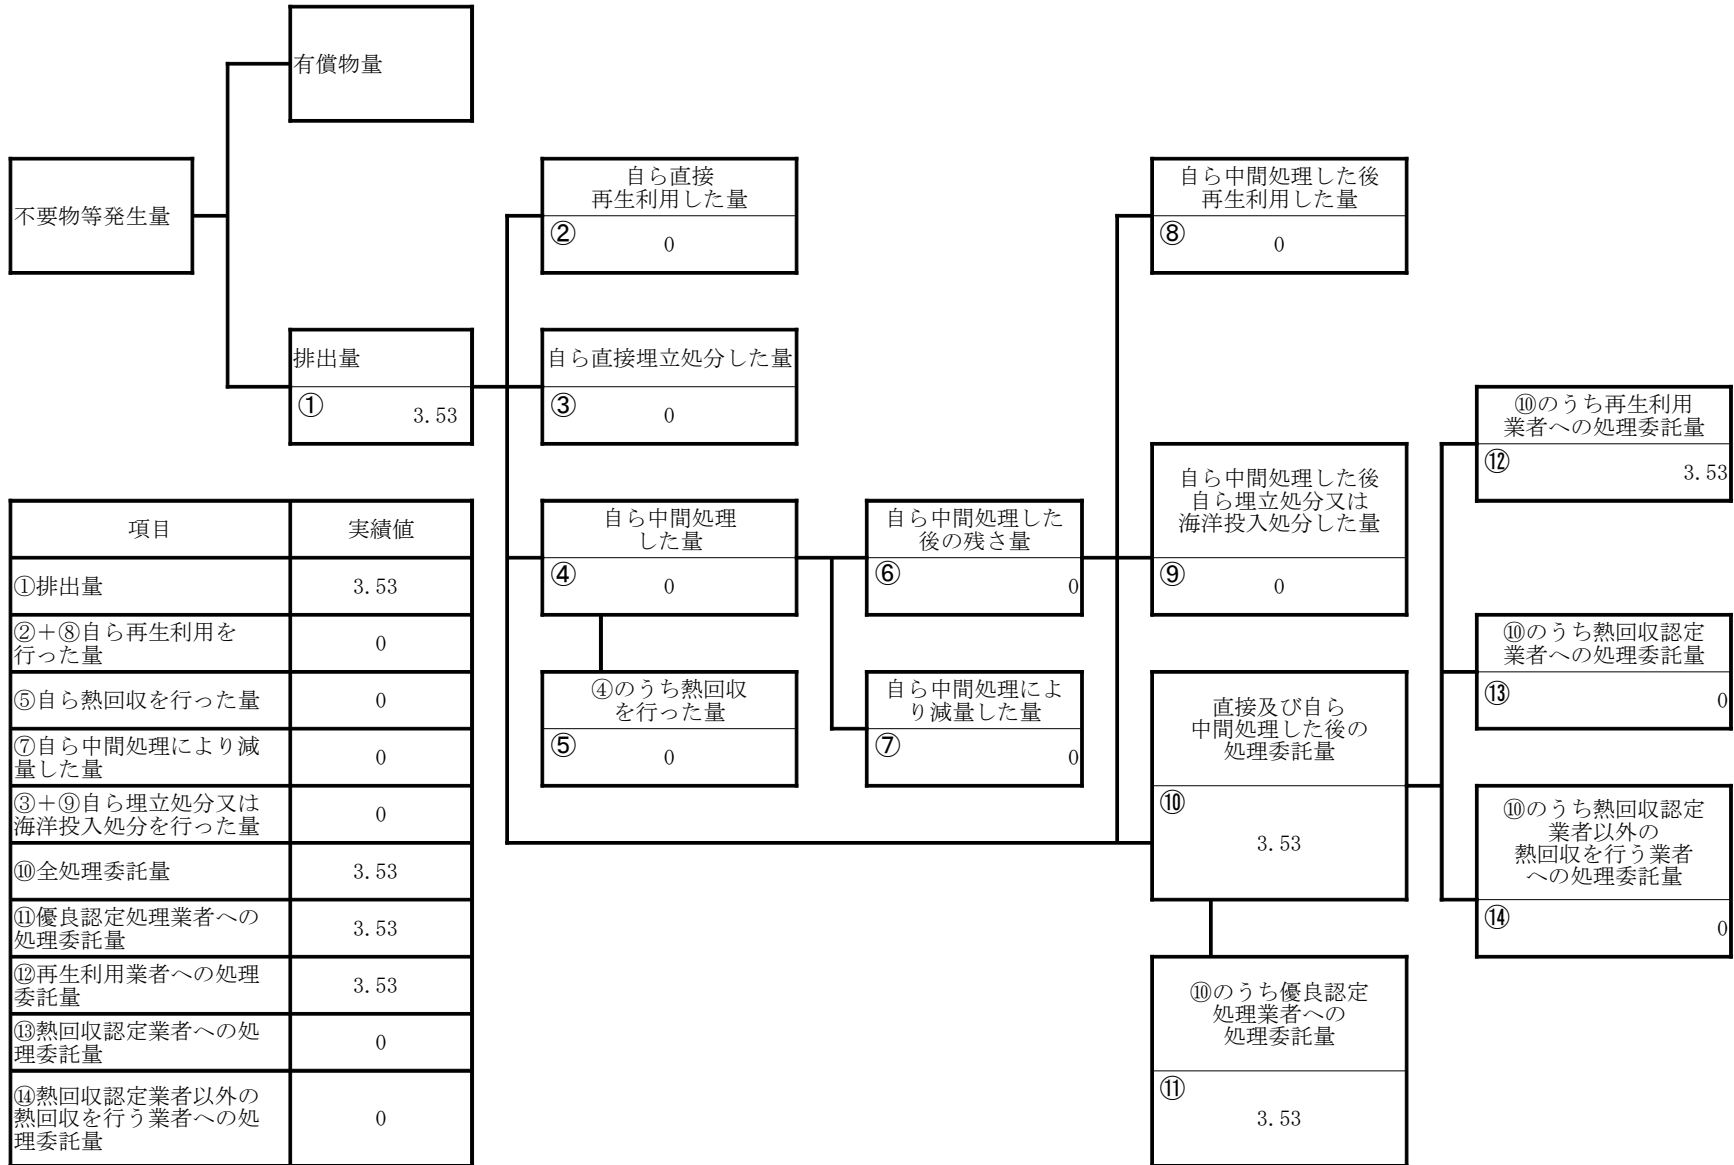 有償物量
不要物等発生量
自ら直接
再生利用した量
②
0
自ら中間処理した後
再生利用した量
⑧
0
排出量
①
3.53
自ら直接埋立処分した量
③
0
⑩のうち再生利用
業者への処理委託量
⑫
3.53
自ら中間処理
した量
④
0
自ら中間処理した
後の残さ量
⑥
0
自ら中間処理した後
自ら埋立処分又は
海洋投入処分した量
⑨
0
⑩のうち熱回収認定
業者への処理委託量
⑬
0
④のうち熱回収
を行った量
⑤
0
自ら中間処理によ
り減量した量
⑦
0
直接及び自ら
中間処理した後の
処理委託量
⑩
3.53
⑩のうち熱回収認定
業者以外の
熱回収を行う業者
への処理委託量
⑭
0
⑩のうち優良認定
処理業者への
処理委託量
⑪
3.53
項目 実績値
①排出量 3.53
②+⑧自ら再生利用を
行った量 0
⑤自ら熱回収を行った量 0
⑦自ら中間処理により減
量した量 0
③+⑨自ら埋立処分又は
海洋投入処分を行った量 0
⑩全処理委託量 3.53
⑪優良認定処理業者への
処理委託量 3.53
⑫再生利用業者への処理
委託量 3.53
⑬熱回収認定業者への処
理委託量 0
⑭熱回収認定業者以外の
熱回収を行う業者への処
理委託量 0